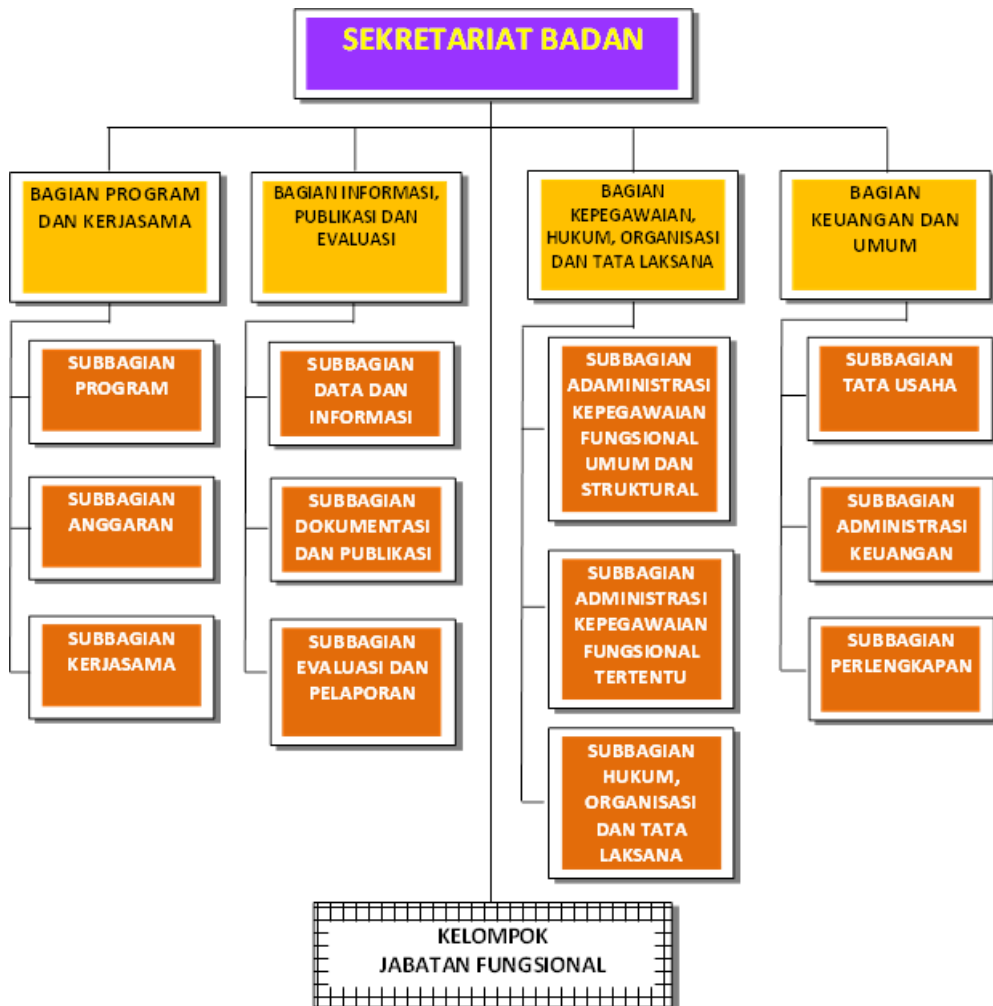 SEKRETARIAT BADAN
BAGIAN PROGRAM
DAN KERJASAMA
BAGIAN INFORMASI,
PUBLIKASI DAN
EVALUASI
BAGIAN
KEPEGAWAIAN,
HUKUM, ORGANISASI
DAN TATA LAKSANA
BAGIAN
KEUANGAN DAN
UMUM
SUBBAGIAN
PROGRAM
SUBBAGIAN
ANGGARAN
SUBBAGIAN
KERJASAMA
SUBBAGIAN
DATA DAN
INFORMASI
SUBBAGIAN
DOKUMENTASI
DAN PUBLIKASI
SUBBAGIAN
EVALUASI DAN
PELAPORAN
SUBBAGIAN
ADAMINISTRASI
KEPEGAWAIAN
FUNGSIONAL
UMUM DAN
STRUKTURAL
SUBBAGIAN
ADMINISTRASI
KEPEGAWAIAN
FUNGSIONAL
TERTENTU
SUBBAGIAN
HUKUM,
ORGANISASI
DAN TATA
LAKSANA
SUBBAGIAN
TATA USAHA
SUBBAGIAN
ADMINISTRASI
KEUANGAN
SUBBAGIAN
PERLENGKAPAN
KELOMPOK
JABATAN FUNGSIONAL